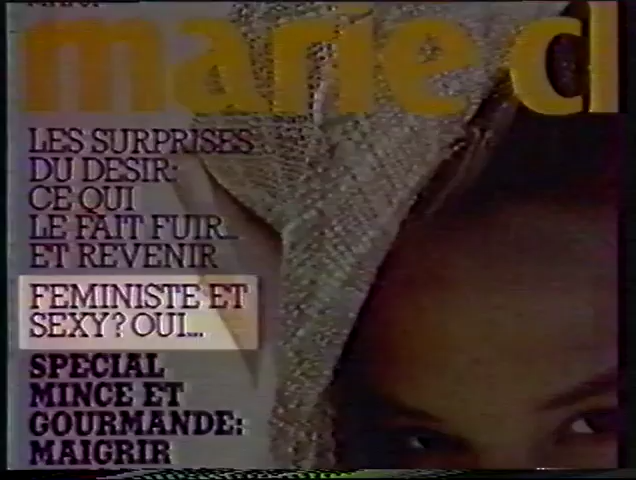 marie cl
LES SURPRISES
DU DESIR:
CE QUI
LE FAIT FUIR...
ET REVENIR
FEMINISTE ET
SEXY? OUI...
SPECIAL
MINCE ET
GOURMANDE:
MAIGRIR